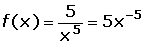 f(x) = 5/x^5 = 5x^-5